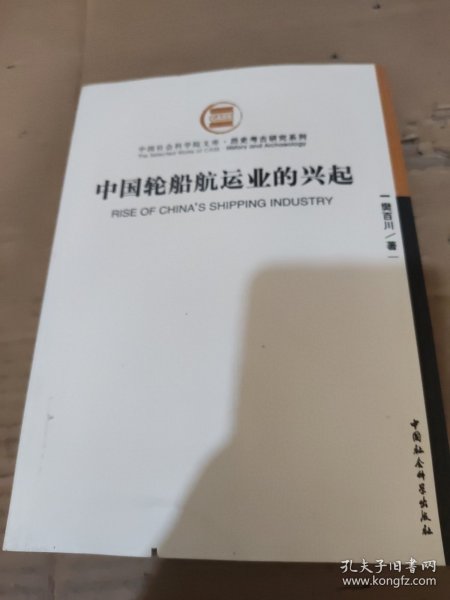 CASS
中国社会科学院文库·历史考古研究系列
The Selected Works of CASS History and Archaeology
中国轮船航运业的兴起
RISE OF CHINA'S SHIPPING INDUSTRY
樊百川／著
中国社会科学出版社
孔夫子旧书网
www.kongfz.com